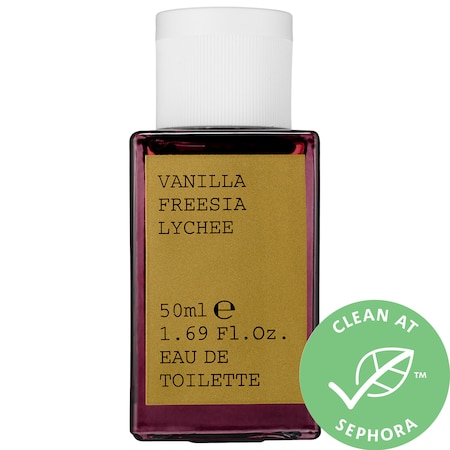 VANILLA
FREESIA
LYCHEE
50ml e
1.69 Fl.Oz.
EAU DE
TOILETTE
CLEAN AT
™
SEPHORA